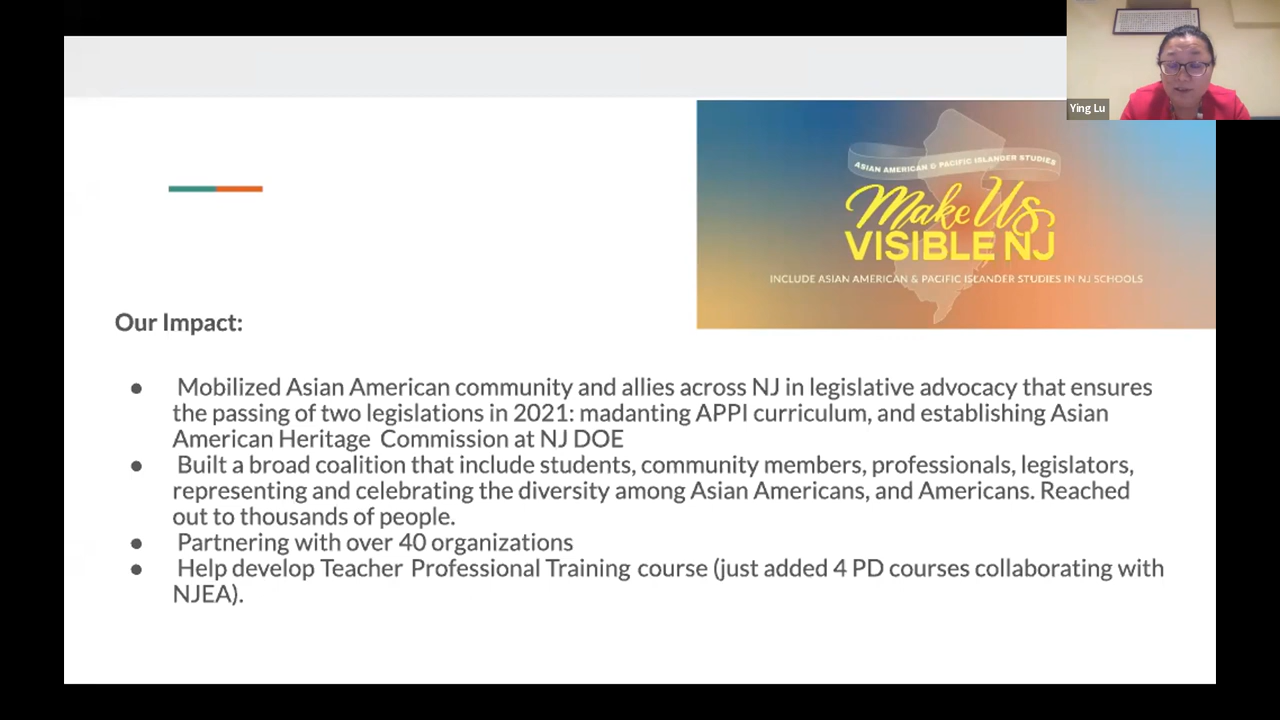 Ying Lu
ASIAN AMERICAN & PACIFIC ISLANDER STUDIES
Make Us
VISIBLE NJ
INCLUDE ASIAN AMERICAN & PACIFIC ISLANDER STUDIES IN NJ SCHOOLS
Our Impact:
● Mobilized Asian American community and allies across NJ in legislative advocacy that ensures
the passing of two legislations in 2021: madanting APPI curriculum, and establishing Asian
American Heritage Commission at NJ DOE
● Built a broad coalition that include students, community members, professionals, legislators,
representing and celebrating the diversity among Asian Americans, and Americans. Reached
out to thousands of people.
● Partnering with over 40 organizations
● Help develop Teacher Professional Training course (just added 4 PD courses collaborating with
NJEA).